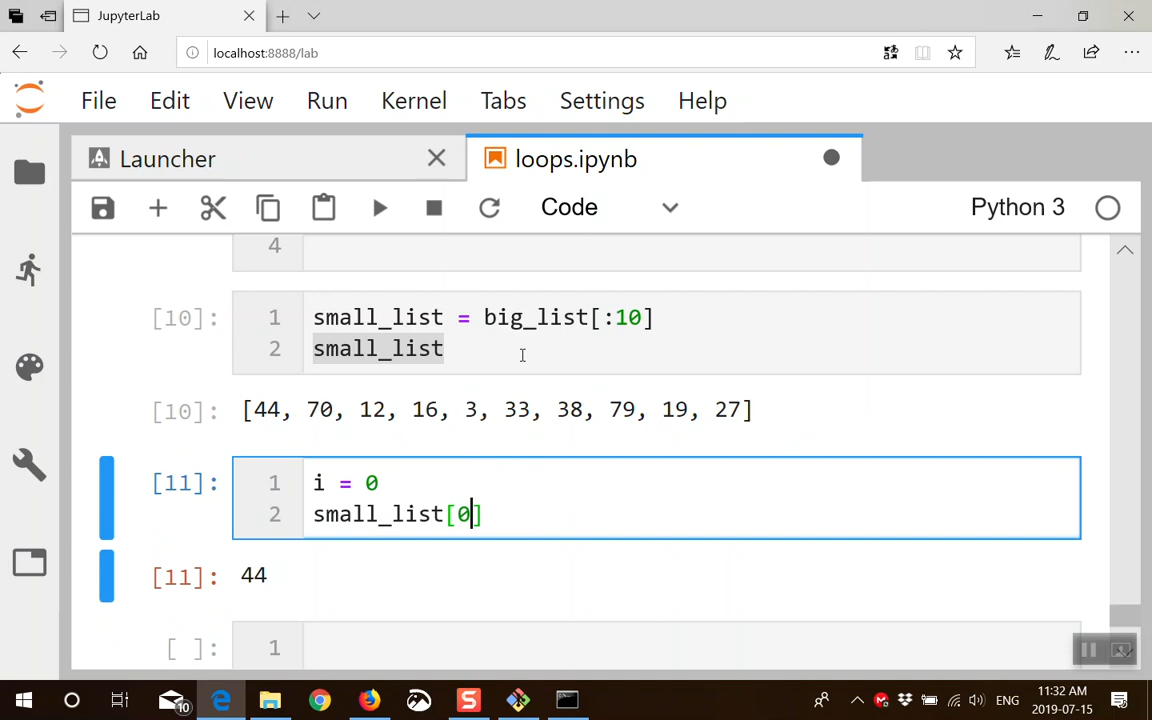 JupyterLab
localhost:8888/lab
File Edit View Run Kernel Tabs Settings Help
Launcher loops.ipynb
Code Python 3
4
[10]: 1 small_list = big_list[:10]
2 small_list
[10]: [44, 70, 12, 16, 3, 33, 38, 79, 19, 27]
[11]: 1 i = 0
2 small_list[0]
[11]: 44
[ ]: 1
10 ENG 11:32 AM
2019-07-15